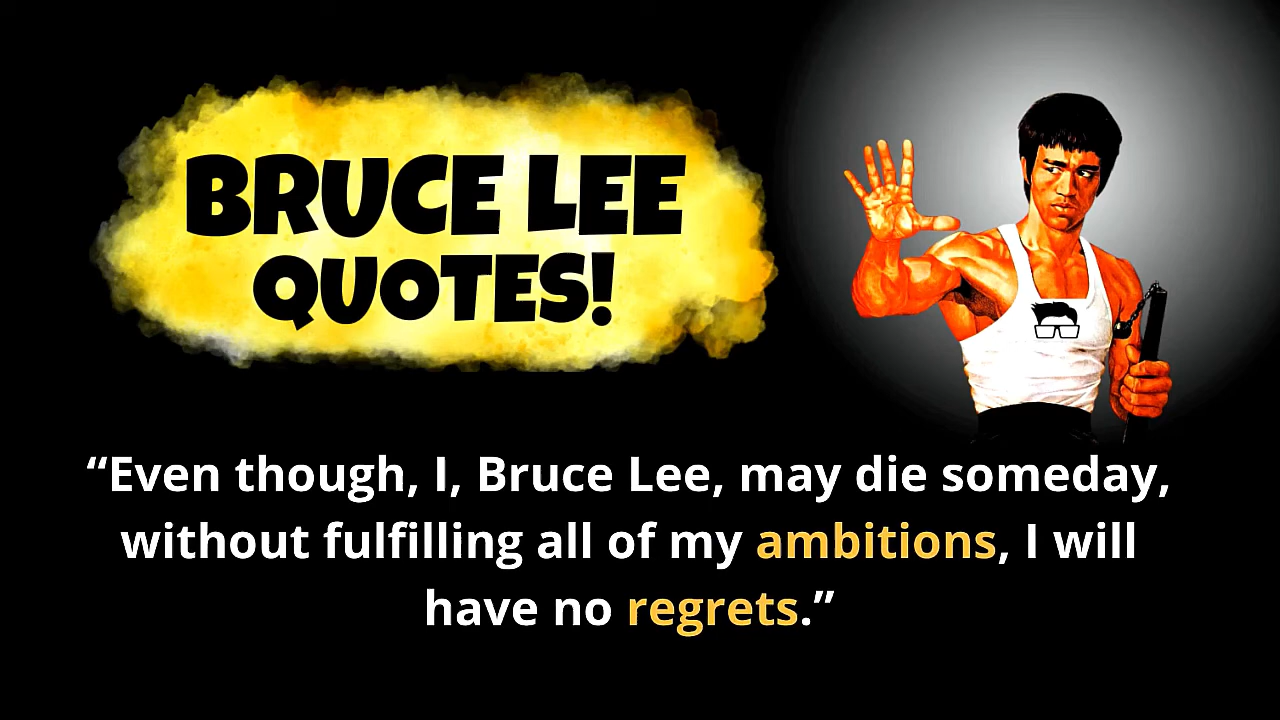 BRUCE LEE
QUOTES!
“Even though, I, Bruce Lee, may die someday,
without fulfilling all of my ambitions, I will
have no regrets.”